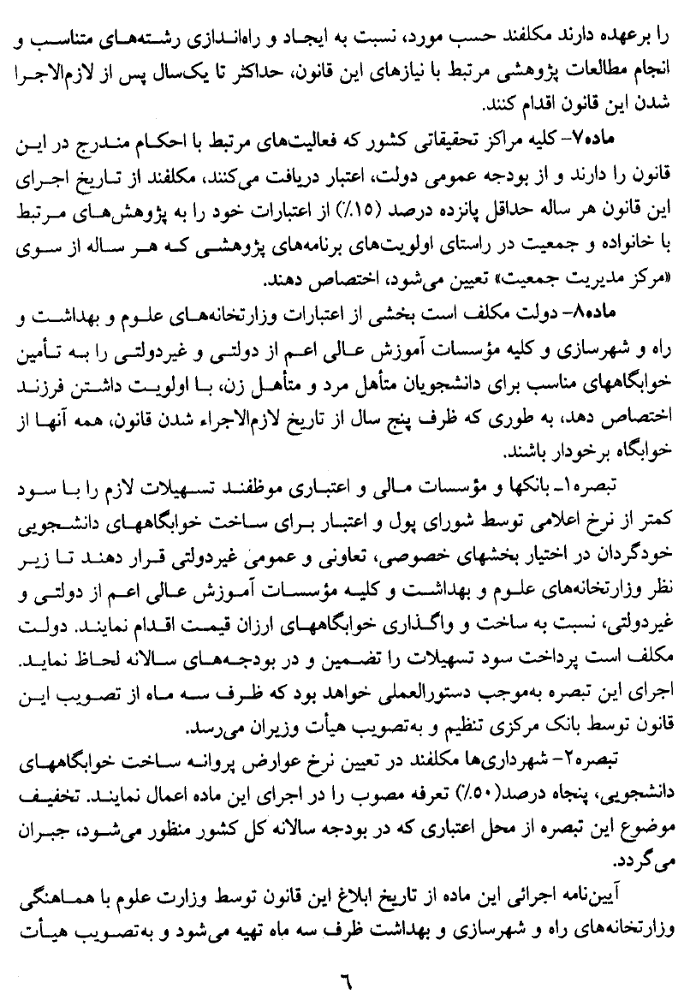 را برعهده دارند مکلفند حسب مورد، نسبت به ایجاد و راه‌اندازی رشته‌های متناسب و
انجام مطالعات پژوهشی مرتبط با نیازهای این قانون، حداکثر تا یک‌سال پس از لازم‌الاجرا
شدن این قانون اقدام کنند.
ماده۷- کلیه مراکز تحقیقاتی کشور که فعالیت‌های مرتبط با احکام مندرج در این
قانون را دارند و از بودجه عمومی دولت، اعتبار دریافت می‌کنند، مکلفند از تاریخ اجرای
این قانون هر ساله حداقل پانزده درصد (۱۵٪) از اعتبارات خود را به پژوهش‌های مرتبط
با خانواده و جمعیت در راستای اولویت‌های برنامه‌های پژوهشی که هر ساله از سوی
«مرکز مدیریت جمعیت» تعیین می‌شود، اختصاص دهند.
ماده۸- دولت مکلف است بخشی از اعتبارات وزارتخانه‌های علوم و بهداشت و
راه و شهرسازی و کلیه مؤسسات آموزش عالی اعم از دولتی و غیردولتی را به تأمین
خوابگاههای مناسب برای دانشجویان متأهل مرد و متأهل زن، با اولویت داشتن فرزند
اختصاص دهد، به طوری که ظرف پنج سال از تاریخ لازم‌الاجراء شدن قانون، همه آنها از
خوابگاه برخودار باشند.
تبصره۱ـ بانکها و مؤسسات مالی و اعتباری موظفند تسهیلات لازم را با سود
کمتر از نرخ اعلامی توسط شورای پول و اعتبار برای ساخت خوابگاههای دانشجویی
خودگردان در اختیار بخشهای خصوصی، تعاونی و عمومی غیردولتی قرار دهند تا زیر
نظر وزارتخانه‌های علوم و بهداشت و کلیه مؤسسات آموزش عالی اعم از دولتی و
غیردولتی، نسبت به ساخت و واگذاری خوابگاههای ارزان قیمت اقدام نمایند. دولت
مکلف است پرداخت سود تسهیلات را تضمین و در بودجه‌های سالانه لحاظ نماید.
اجرای این تبصره به‌موجب دستورالعملی خواهد بود که ظرف سه ماه از تصویب این
قانون توسط بانک مرکزی تنظیم و به‌تصویب هیأت وزیران می‌رسد.
تبصره۲- شهرداری‌ها مکلفند در تعیین نرخ عوارض پروانه ساخت خوابگاههای
دانشجویی، پنجاه درصد(۵۰٪) تعرفه مصوب را در اجرای این ماده اعمال نمایند. تخفیف
موضوع این تبصره از محل اعتباری که در بودجه سالانه کل کشور منظور می‌شود، جبران
می‌گردد.
آیین‌نامه اجرائی این ماده از تاریخ ابلاغ این قانون توسط وزارت علوم با هماهنگی
وزارتخانه‌های راه و شهرسازی و بهداشت ظرف سه ماه تهیه می‌شود و به‌تصویب هیأت
٦